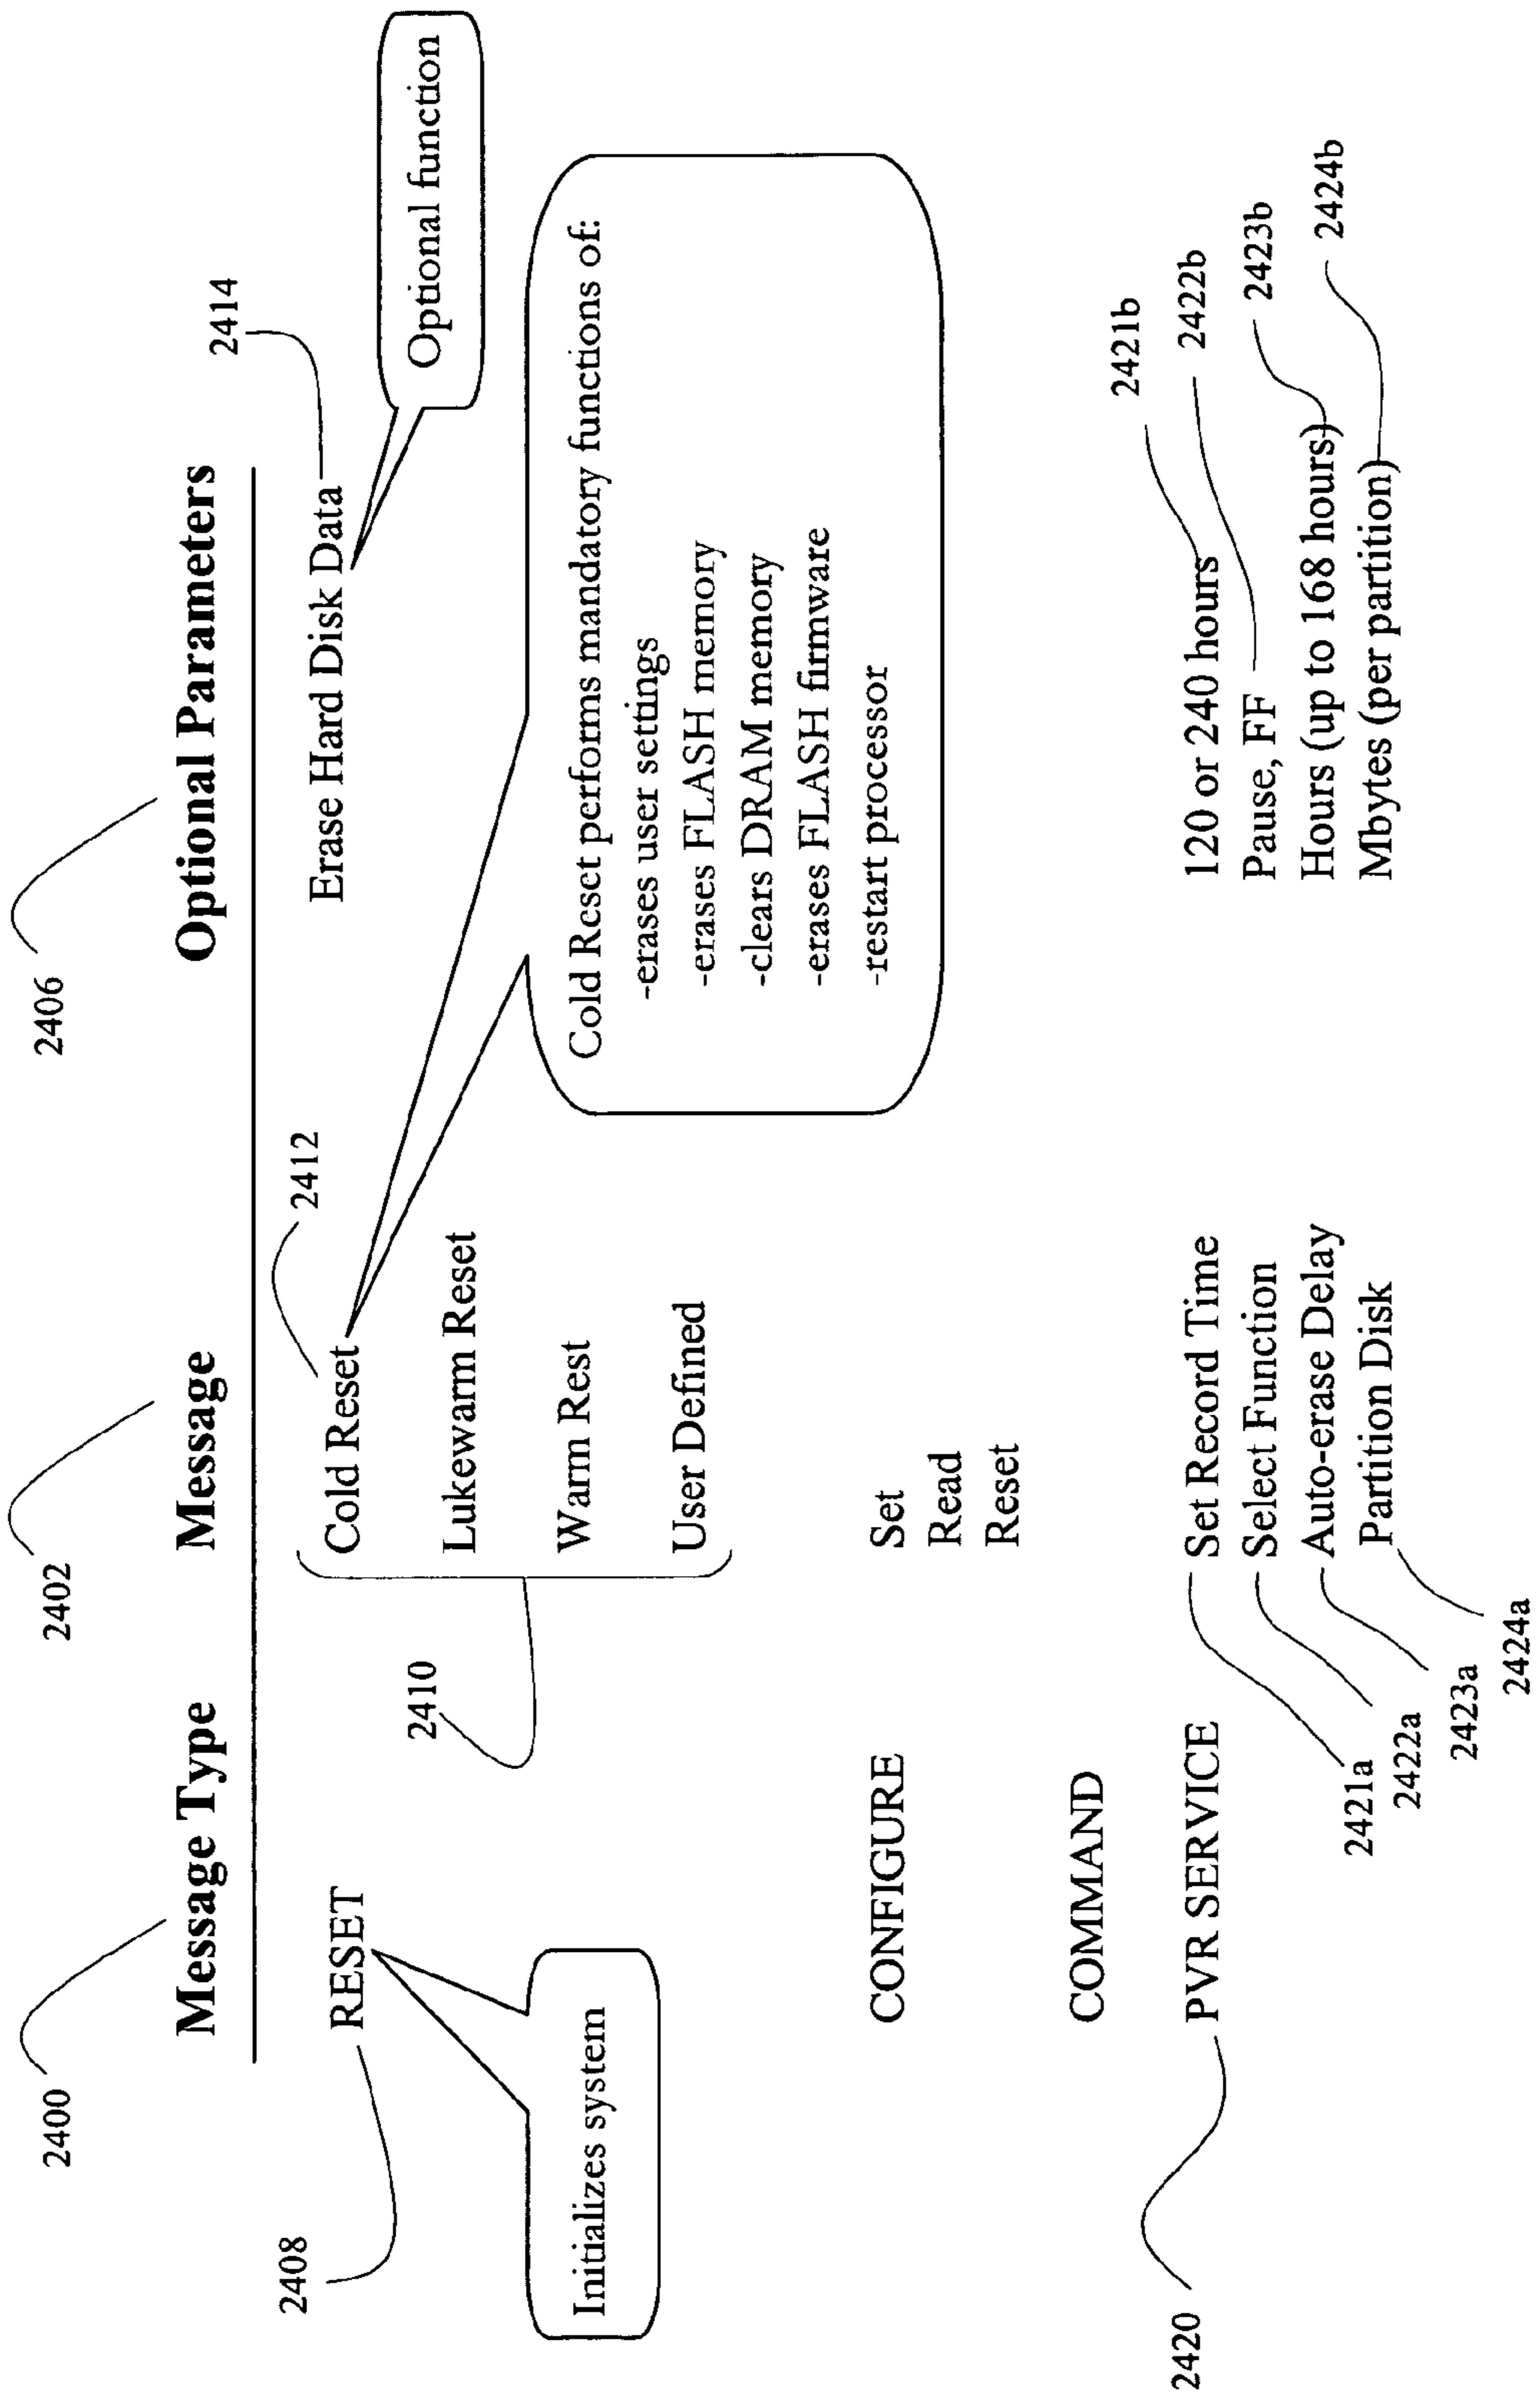 2400
2402
2406
Message Type
Message
Optional Parameters
2408
RESET
Initializes system
2410
Cold Reset
2412
Lukewarm Reset
Warm Rest
User Defined
Erase Hard Disk Data
2414
Optional function
Cold Reset performs mandatory functions of:
-erases user settings
-erases FLASH memory
-clears DRAM memory
-erases FLASH firmware
-restart processor
CONFIGURE
Set
Read
Reset
COMMAND
2420
PVR SERVICE
Set Record Time
120 or 240 hours
Select Function
Pause, FF
Auto-erase Delay
Hours (up to 168 hours)
Partition Disk
Mbytes (per partition)
2421a
2422a
2423a
2424a
2421b
2422b
2423b
2424b